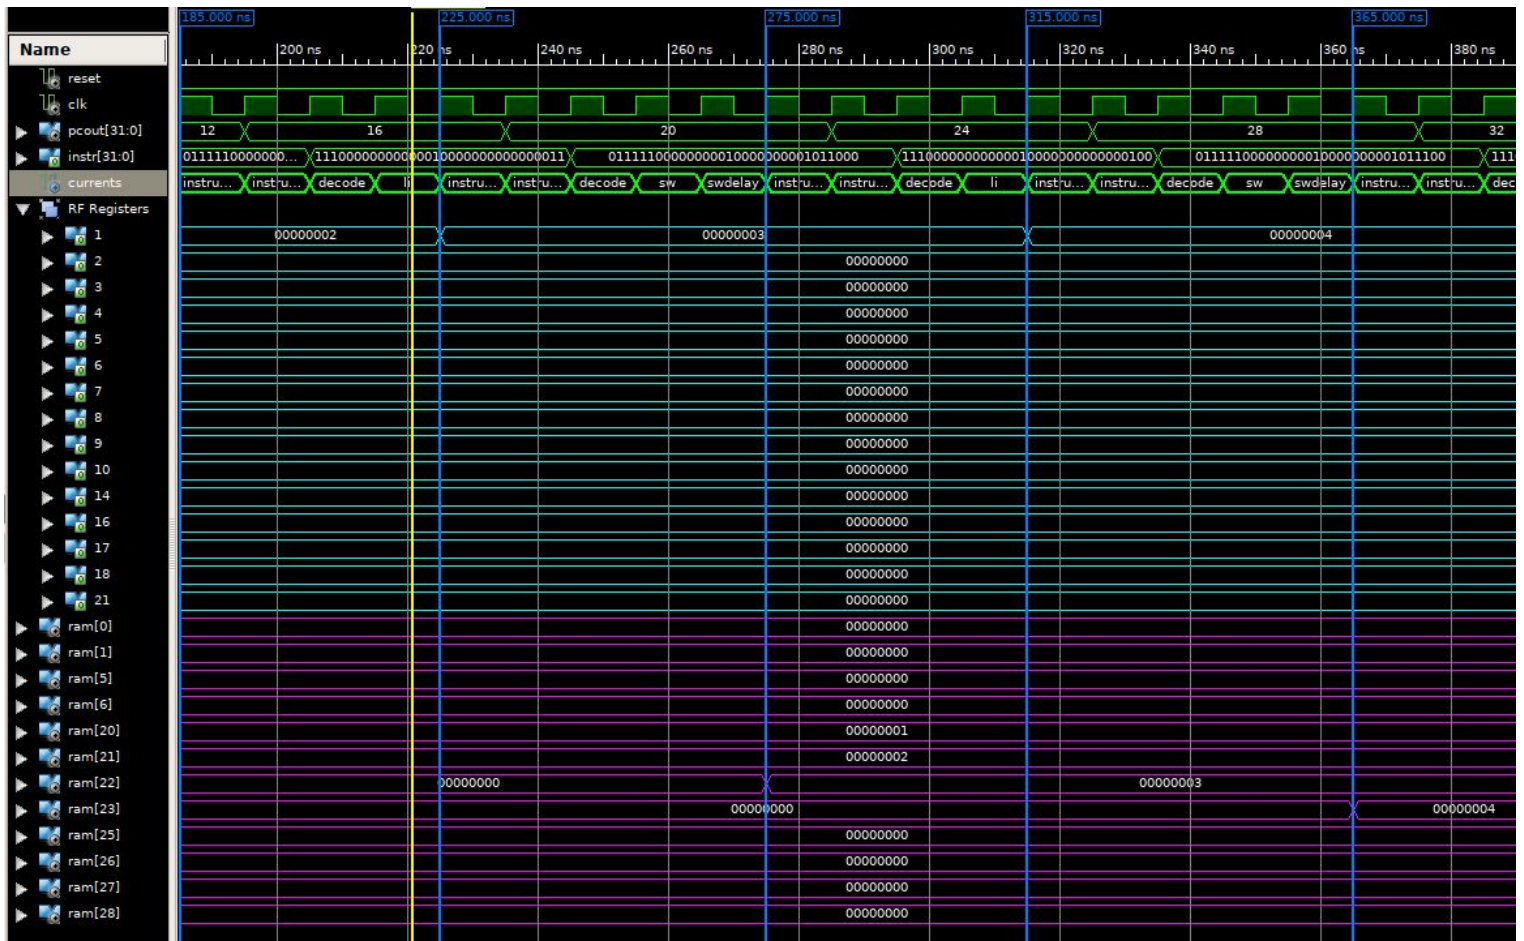 185.000 ns 225.000 ns 275.000 ns 315.000 ns 365.000 ns
Name 200 ns 220 ns 240 ns 260 ns 280 ns 300 ns 320 ns 340 ns 360 ns 380 ns
reset
clk
pcout[31:0] 12 16 20 24 28 32
instr[31:0] 0111110000000... 11100000000000010000000000000011 01111100000000010000000001011000 11100000000000010000000000000100 01111100000000010000000001011100 111
currents instru... instru... decode li instru... instru... decode sw swdelay instru... instru... decode li instru... instru... decode sw swdelay instru... instru... dec
RF Registers
1 00000002 00000003 00000004
2 00000000
3 00000000
4 00000000
5 00000000
6 00000000
7 00000000
8 00000000
9 00000000
10 00000000
14 00000000
16 00000000
17 00000000
18 00000000
21 00000000
ram[0] 00000000
ram[1] 00000000
ram[5] 00000000
ram[6] 00000000
ram[20] 00000001
ram[21] 00000002
ram[22] 00000000 00000003
ram[23] 00000000 00000004
ram[25] 00000000
ram[26] 00000000
ram[27] 00000000
ram[28] 00000000